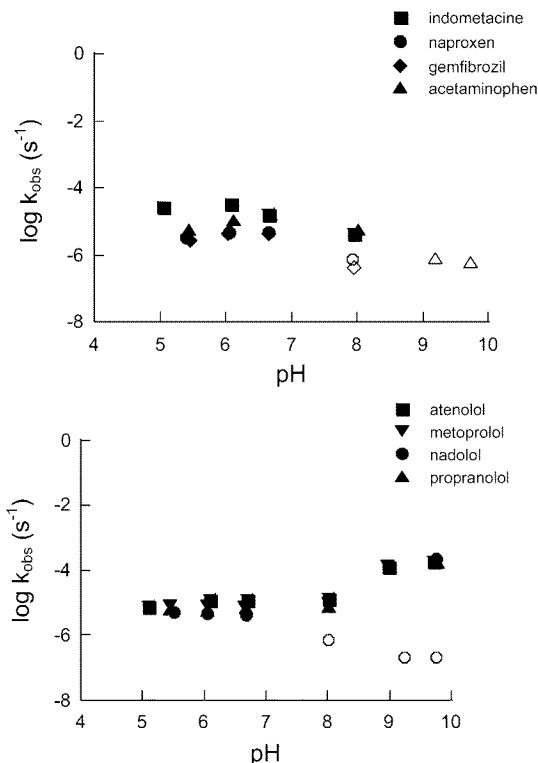 indometacine
naproxen
gemfibrozil
acetaminophen
0
-2
-4
-6
-8
log k_obs (s^-1)
4 5 6 7 8 9 10
pH
atenolol
metoprolol
nadolol
propranolol
0
-2
-4
-6
-8
log k_obs (s^-1)
4 5 6 7 8 9 10
pH